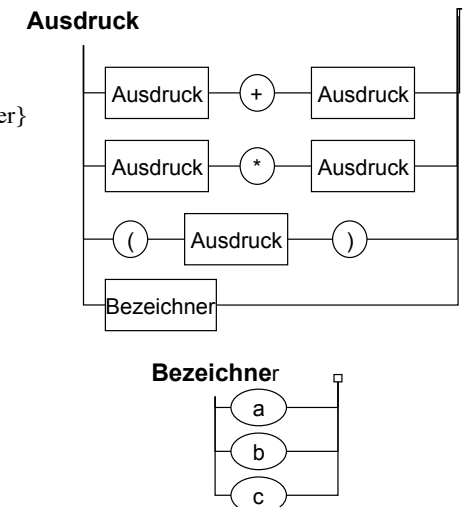 Ausdruck
Ausdruck + Ausdruck
er}
Ausdruck * Ausdruck
( Ausdruck )
Bezeichner
Bezeichner
a
b
c